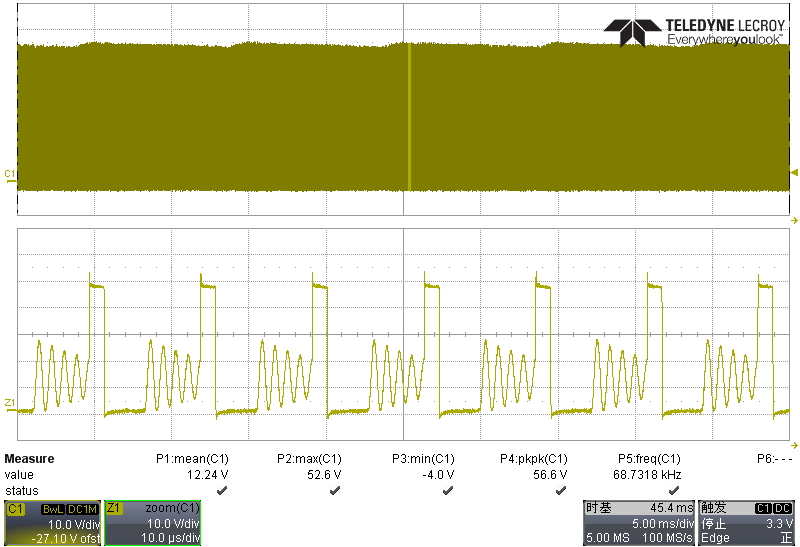 TELEDYNE LECROY
Everywhereyoulook™
C1
Z1
Measure P1:mean(C1) P2:max(C1) P3:min(C1) P4:pkpk(C1) P5:freq(C1) P6:- - -
value 12.24 V 52.6 V -4.0 V 56.6 V 68.7318 kHz
status
C1 BwL DC1M
10.0 V/div
-27.10 V ofst
Z1 zoom(C1)
10.0 V/div
10.0 µs/div
时基 45.4 ms
5.00 ms/div
5.00 MS 100 MS/s
触发 C1 DC
停止 3.3 V
Edge 正